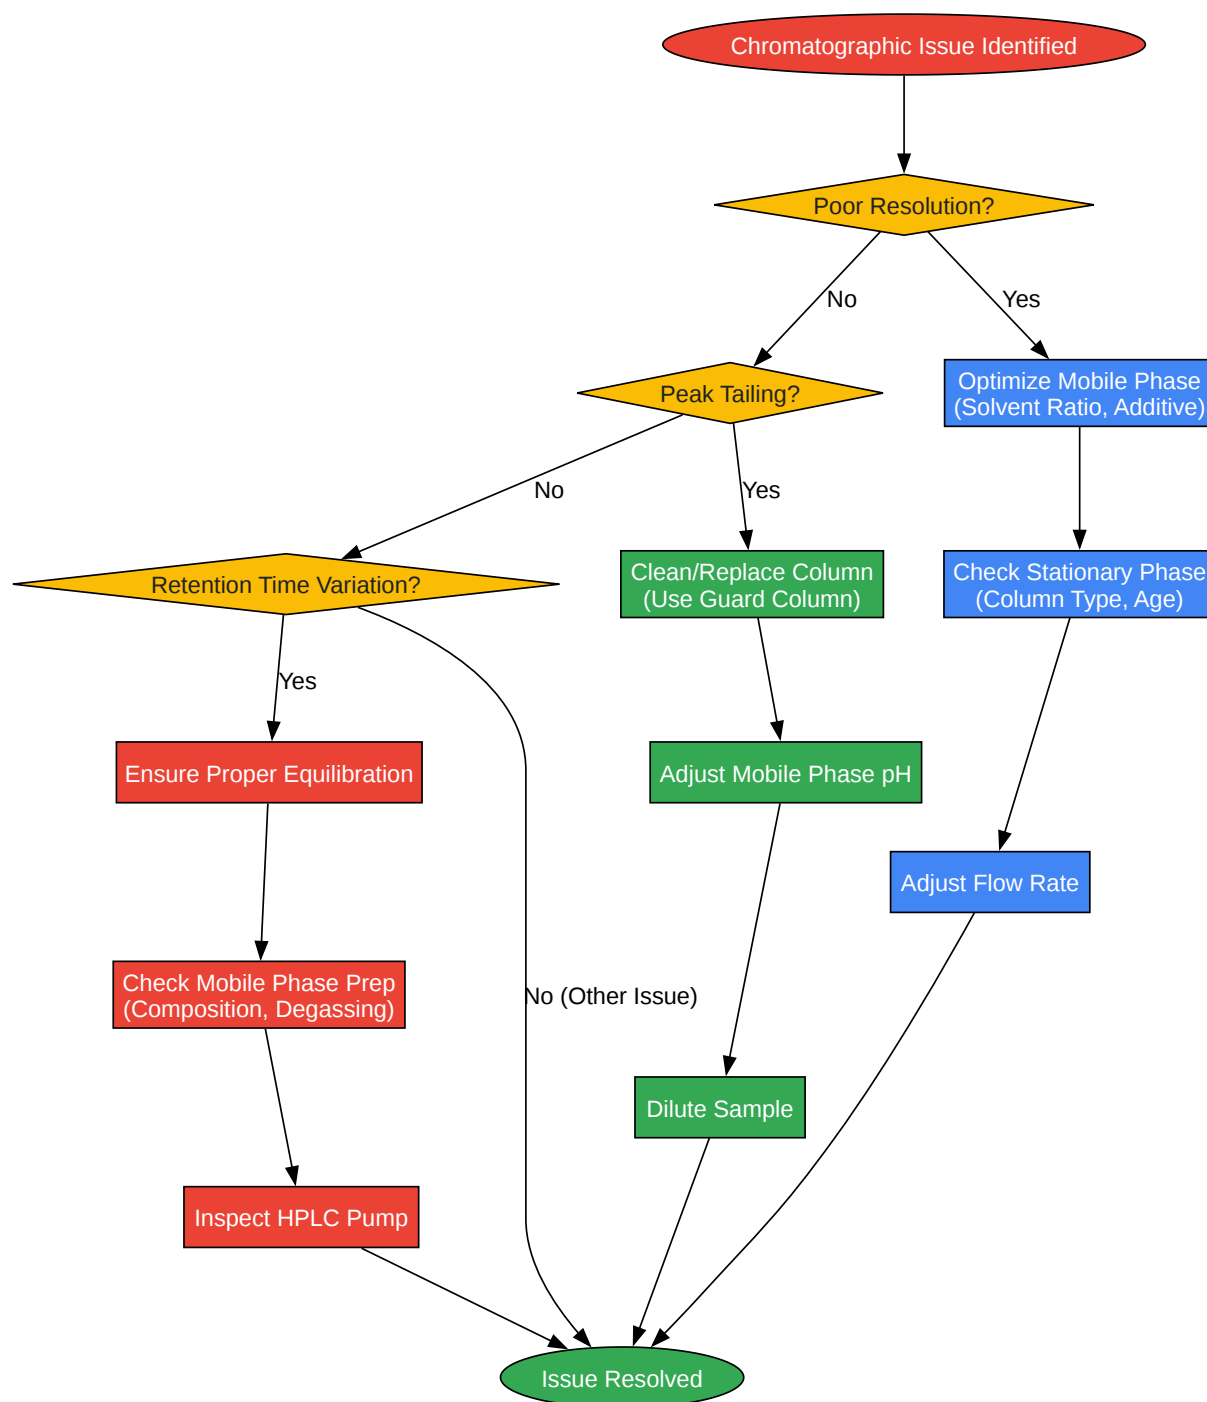 Chromatographic Issue Identified
Poor Resolution?
No
Yes
Peak Tailing?
Optimize Mobile Phase
(Solvent Ratio, Additive)
No
Yes
Retention Time Variation?
Clean/Replace Column
(Use Guard Column)
Check Stationary Phase
(Column Type, Age)
Yes
Ensure Proper Equilibration
Adjust Mobile Phase pH
Adjust Flow Rate
Check Mobile Phase Prep
(Composition, Degassing)
No (Other Issue)
Dilute Sample
Inspect HPLC Pump
Issue Resolved